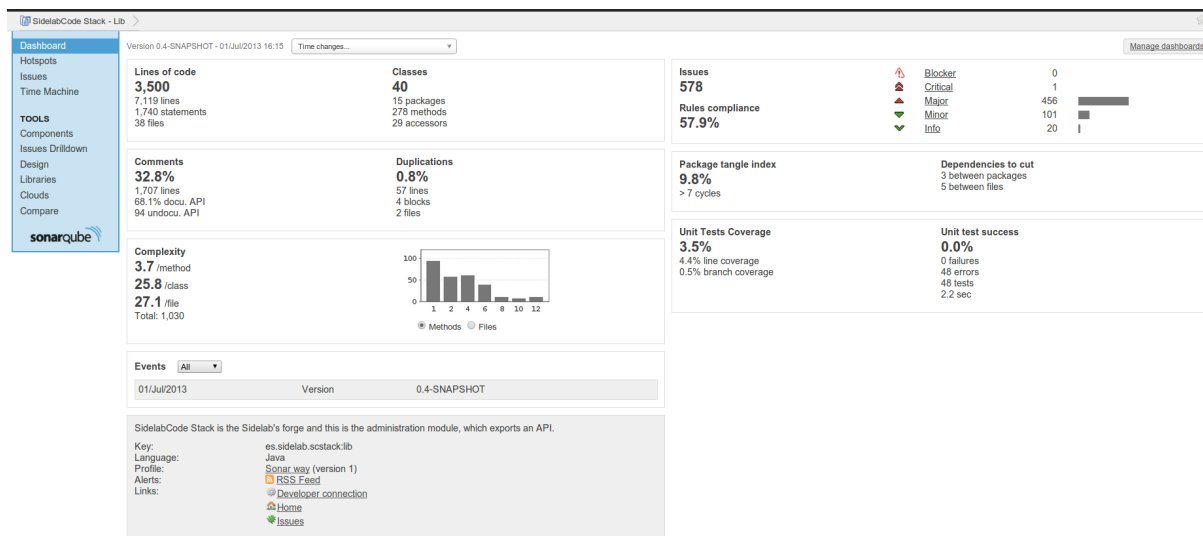 SidelabCode Stack - Lib
Dashboard
Hotspots
Issues
Time Machine
TOOLS
Components
Issues Drilldown
Design
Libraries
Clouds
Compare
sonarqube
Version 0.4-SNAPSHOT - 01/Jul/2013 16:15 Time changes...
Manage dashboards
Lines of code
3,500
7,119 lines
1,740 statements
38 files
Classes
40
15 packages
278 methods
29 accessors
Comments
32.8%
1,707 lines
68.1% docu. API
94 undocu. API
Duplications
0.8%
57 lines
4 blocks
2 files
Complexity
3.7 /method
25.8 /class
27.1 /file
Total: 1,030
100
50
0
1 2 4 6 8 10 12
Methods Files
Events All
01/Jul/2013 Version 0.4-SNAPSHOT
SidelabCode Stack is the Sidelab's forge and this is the administration module, which exports an API.
Key: es.sidelab.scstack:lib
Language: Java
Profile: Sonar way (version 1)
Alerts: RSS Feed
Links: Developer connection
Home
Issues
Issues
578
Rules compliance
57.9%
Blocker 0
Critical 1
Major 456
Minor 101
Info 20
Package tangle index
9.8%
> 7 cycles
Dependencies to cut
3 between packages
5 between files
Unit Tests Coverage
3.5%
4.4% line coverage
0.5% branch coverage
Unit test success
0.0%
0 failures
48 errors
48 tests
2.2 sec